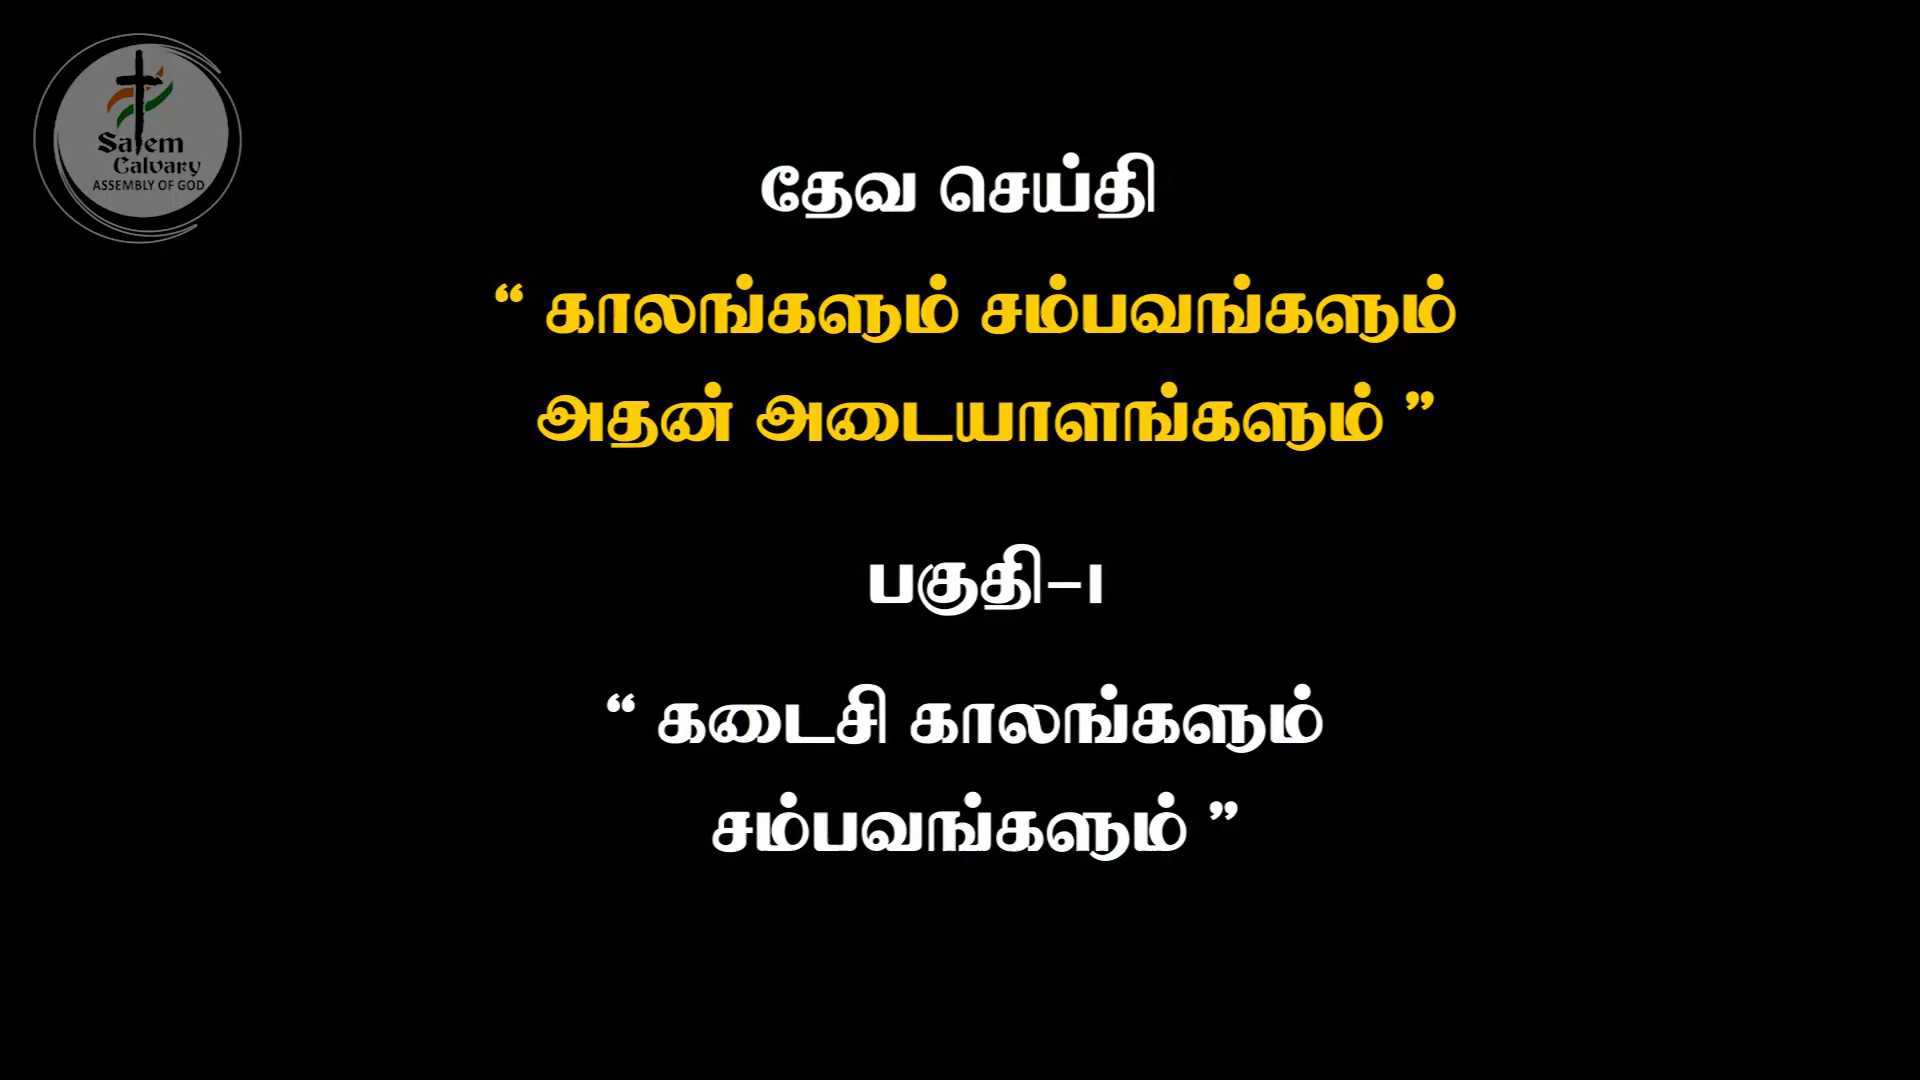 Salem
Calvary
ASSEMBLY OF GOD
தேவ செய்தி
“ காலங்களும் சம்பவங்களும்
அதன் அடையாளங்களும் ”
பகுதி-1
“ கடைசி காலங்களும்
சம்பவங்களும் ”